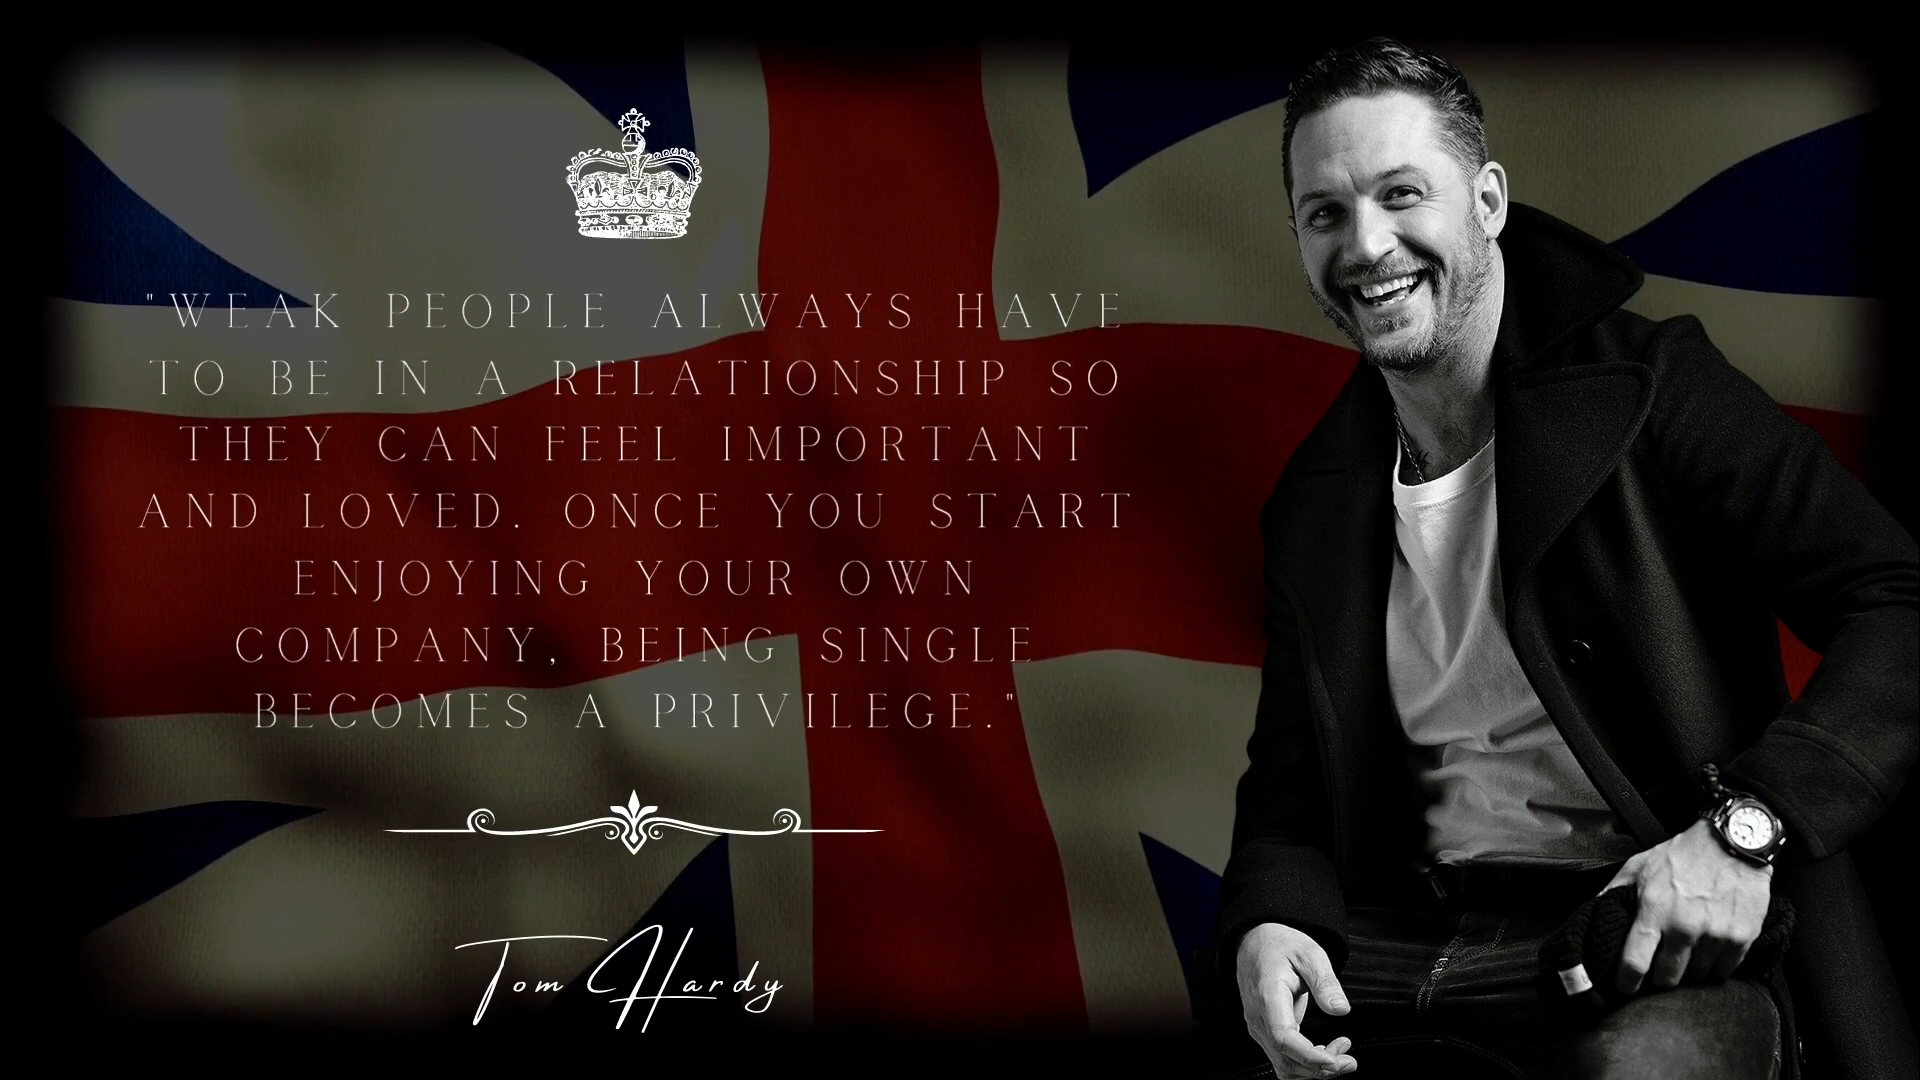 "WEAK PEOPLE ALWAYS HAVE
TO BE IN A RELATIONSHIP SO
THEY CAN FEEL IMPORTANT
AND LOVED. ONCE YOU START
ENJOYING YOUR OWN
COMPANY, BEING SINGLE
BECOMES A PRIVILEGE."
Tom Hardy